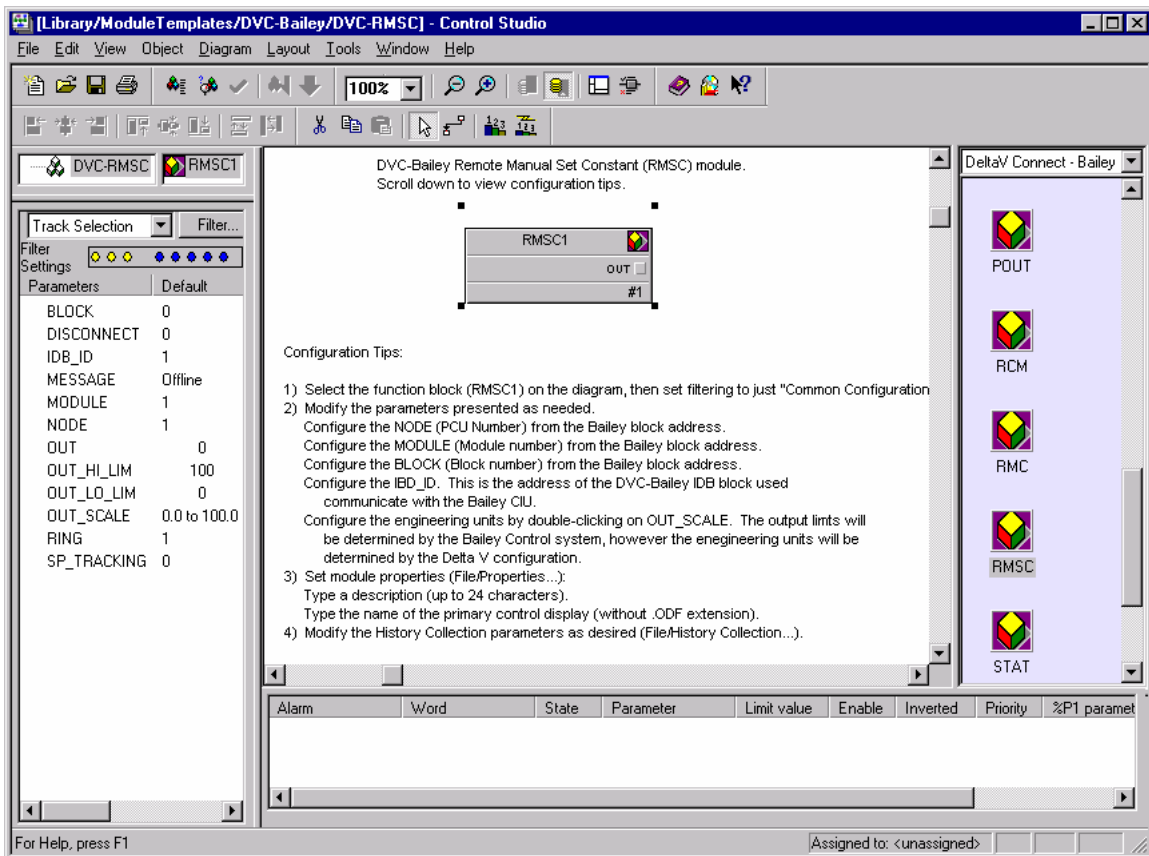 [Library/ModuleTemplates/DVC-Bailey/DVC-RMSC] - Control Studio
File Edit View Object Diagram Layout Tools Window Help
100%
DVC-RMSC RMSC1
Track Selection Filter...
Filter Settings
Parameters Default
BLOCK 0
DISCONNECT 0
IDB_ID 1
MESSAGE Offline
MODULE 1
NODE 1
OUT 0
OUT_HI_LIM 100
OUT_LO_LIM 0
OUT_SCALE 0.0 to 100.0
RING 1
SP_TRACKING 0
DVC-Bailey Remote Manual Set Constant (RMSC) module.
Scroll down to view configuration tips.
RMSC1
OUT
#1
Configuration Tips:
1) Select the function block (RMSC1) on the diagram, then set filtering to just "Common Configuration
2) Modify the parameters presented as needed.
Configure the NODE (PCU Number) from the Bailey block address.
Configure the MODULE (Module number) from the Bailey block address.
Configure the BLOCK (Block number) from the Bailey block address.
Configure the IBD_ID. This is the address of the DVC-Bailey IDB block used
communicate with the Bailey CIU.
Configure the engineering units by double-clicking on OUT_SCALE. The output limts will
be determined by the Bailey Control system, however the enegineering units will be
determined by the Delta V configuration.
3) Set module properties (File/Properties...):
Type a description (up to 24 characters).
Type the name of the primary control display (without .ODF extension).
4) Modify the History Collection parameters as desired (File/History Collection...).
DeltaV Connect - Bailey
POUT
RCM
RMC
RMSC
STAT
Alarm Word State Parameter Limit value Enable Inverted Priority %P1 paramet
For Help, press F1
Assigned to: <unassigned>